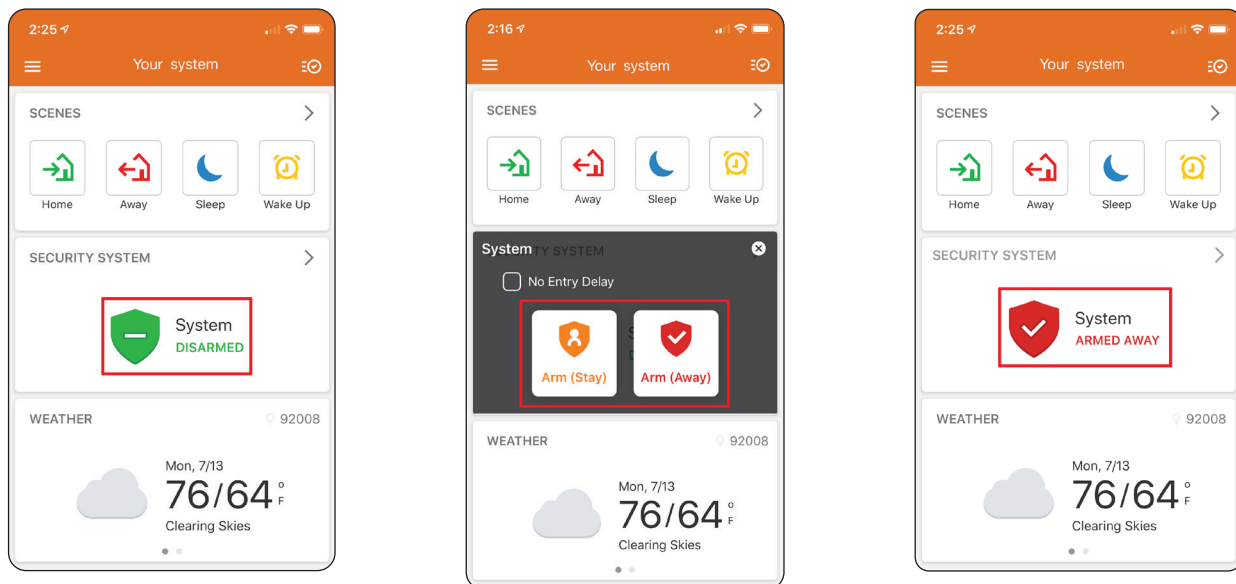 2:25
Your system
SCENES
Home Away Sleep Wake Up
SECURITY SYSTEM
System
DISARMED
WEATHER 92008
Mon, 7/13
76/64 °F
Clearing Skies
2:16
Your system
SCENES
Home Away Sleep Wake Up
System
SECURITY SYSTEM
No Entry Delay
Arm (Stay) Arm (Away)
WEATHER 92008
Mon, 7/13
76/64 °F
Clearing Skies
2:25
Your system
SCENES
Home Away Sleep Wake Up
SECURITY SYSTEM
System
ARMED AWAY
WEATHER 92008
Mon, 7/13
76/64 °F
Clearing Skies